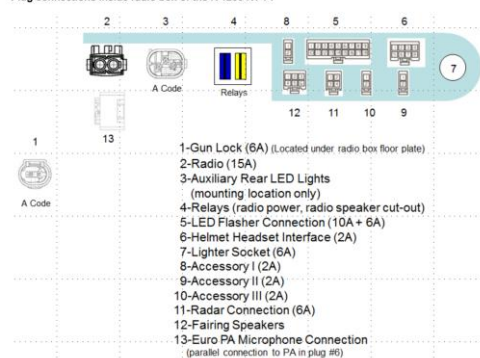 2 3 4 8 5 6
7
A Code
Relays
12 11 10 9
13
1
A Code
1-Gun Lock (6A) (Located under radio box floor plate)
2-Radio (15A)
3-Auxiliary Rear LED Lights
(mounting location only)
4-Relays (radio power, radio speaker cut-out)
5-LED Flasher Connection (10A + 6A)
6-Helmet Headset Interface (2A)
7-Lighter Socket (6A)
8-Accessory I (2A)
9-Accessory II (2A)
10-Accessory III (2A)
11-Radar Connection (6A)
12-Fairing Speakers
13-Euro PA Microphone Connection
(parallel connection to PA in plug #6)